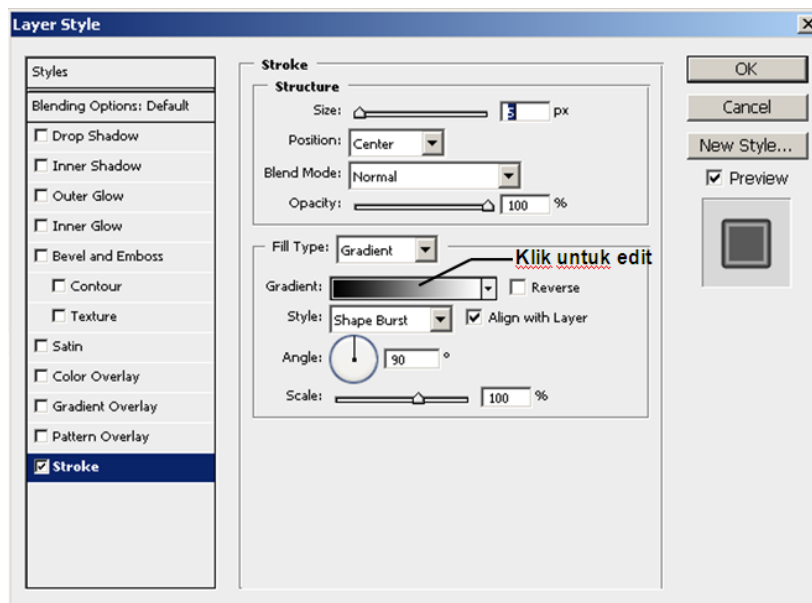 Layer Style
Styles
Blending Options: Default
Drop Shadow
Inner Shadow
Outer Glow
Inner Glow
Bevel and Emboss
Contour
Texture
Satin
Color Overlay
Gradient Overlay
Pattern Overlay
Stroke
Stroke
Structure
Size: 5 px
Position: Center
Blend Mode: Normal
Opacity: 100 %
Fill Type: Gradient
Klik untuk edit
Gradient: Reverse
Style: Shape Burst Align with Layer
Angle: 90 °
Scale: 100 %
OK
Cancel
New Style...
Preview